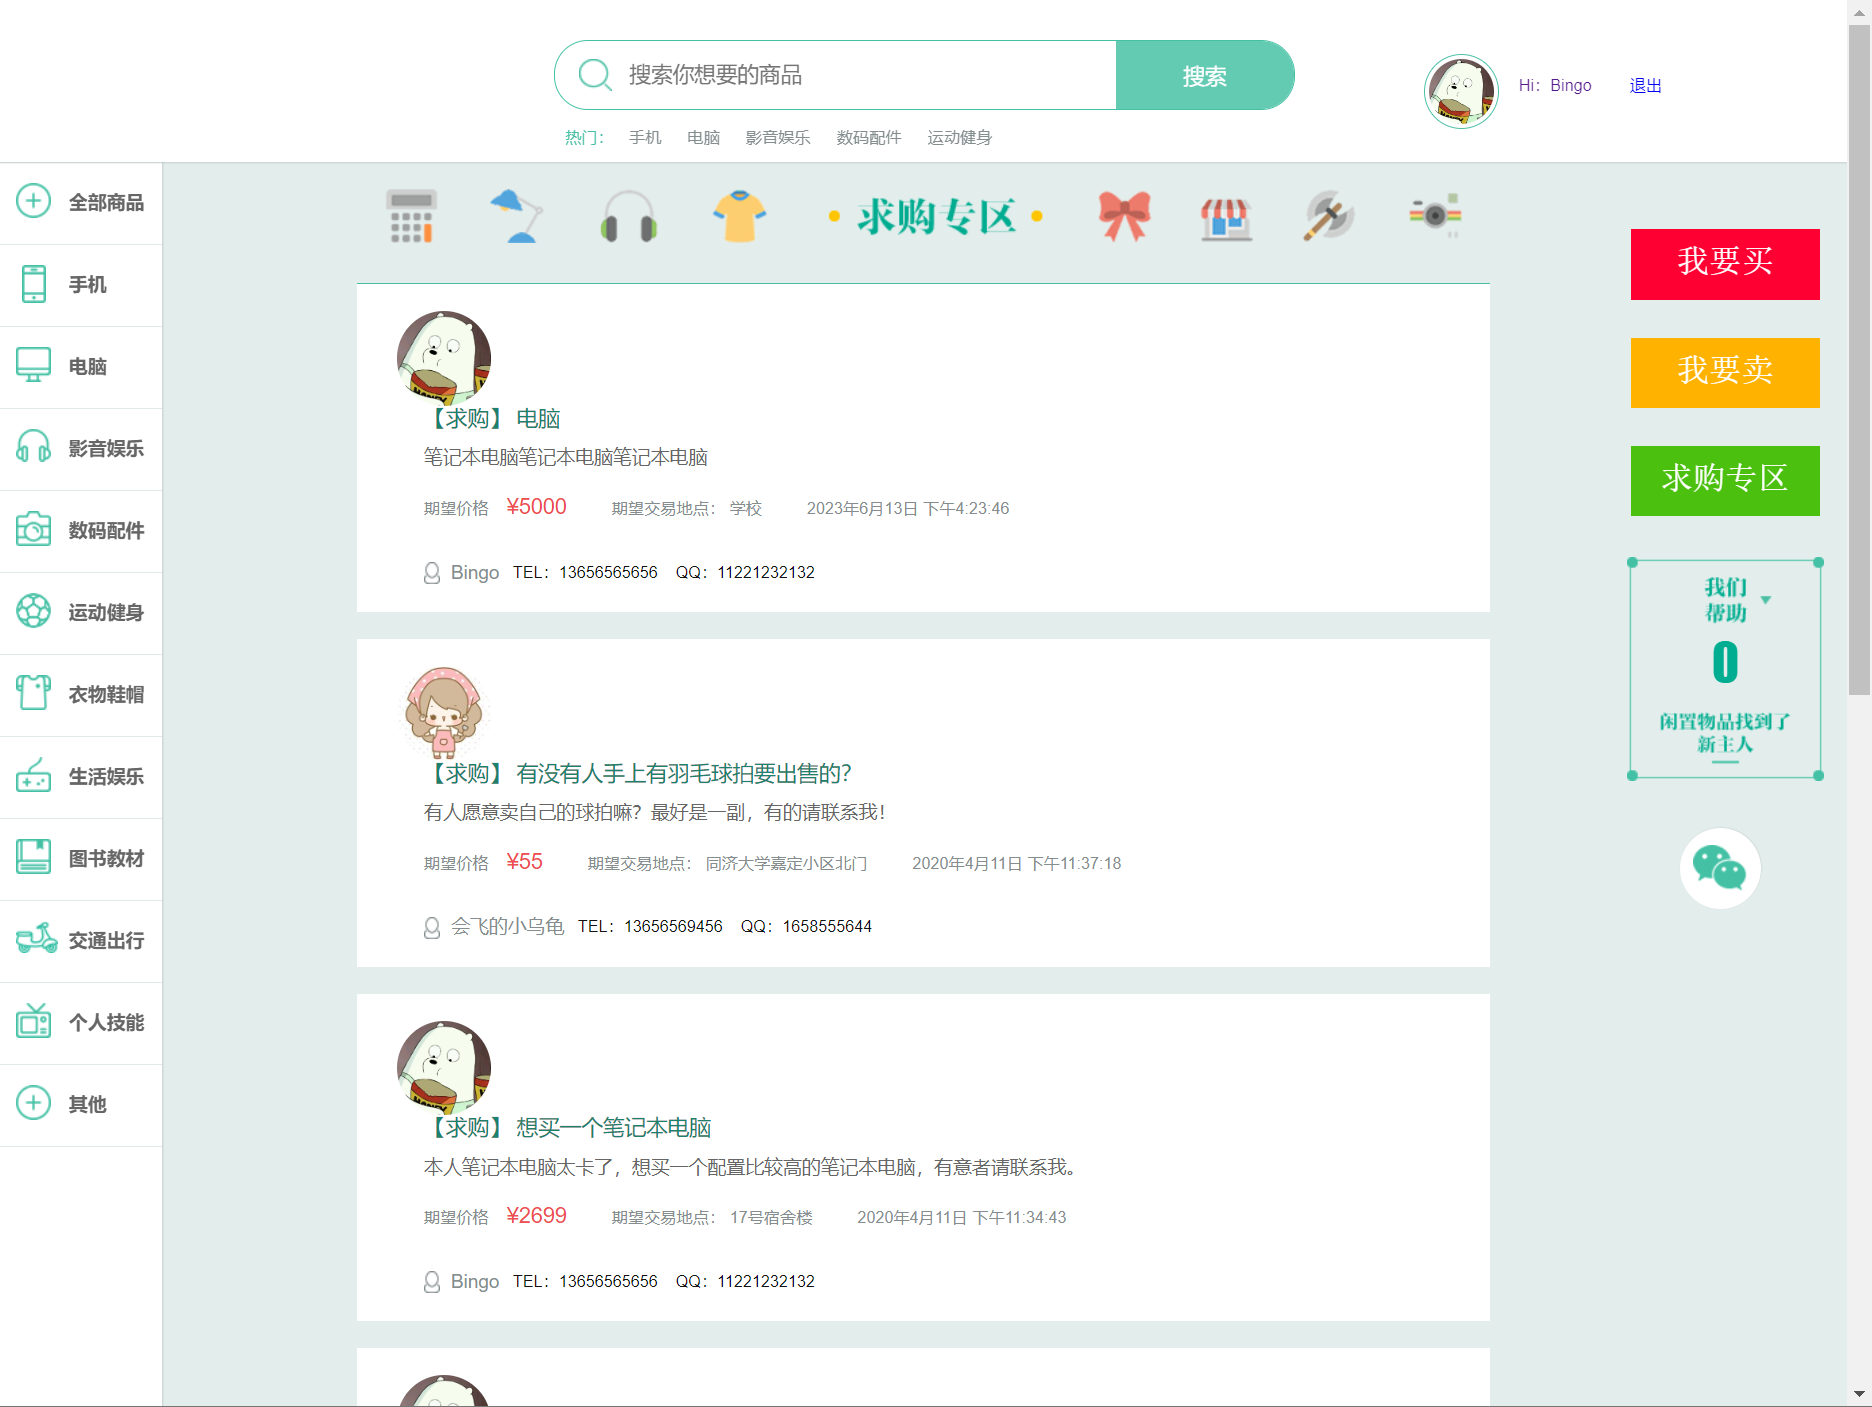 搜索你想要的商品
搜索
Hi：Bingo
退出
热门：
手机
电脑
影音娱乐
数码配件
运动健身
全部商品
手机
电脑
影音娱乐
数码配件
运动健身
衣物鞋帽
生活娱乐
图书教材
交通出行
个人技能
其他
求购专区
【求购】 电脑
笔记本电脑笔记本电脑笔记本电脑
期望价格 ¥5000 期望交易地点： 学校 2023年6月13日 下午4:23:46
Bingo TEL：13656565656 QQ：11221232132
【求购】 有没有人手上有羽毛球拍要出售的？
有人愿意卖自己的球拍嘛？最好是一副，有的请联系我！
期望价格 ¥55 期望交易地点： 同济大学嘉定小区北门 2020年4月11日 下午11:37:18
会飞的小乌龟 TEL：13656569456 QQ：1658555644
【求购】 想买一个笔记本电脑
本人笔记本电脑太卡了，想买一个配置比较高的笔记本电脑，有意者请联系我。
期望价格 ¥2699 期望交易地点： 17号宿舍楼 2020年4月11日 下午11:34:43
Bingo TEL：13656565656 QQ：11221232132
我要买
我要卖
求购专区
我们
帮助
0
闲置物品找到了
新主人